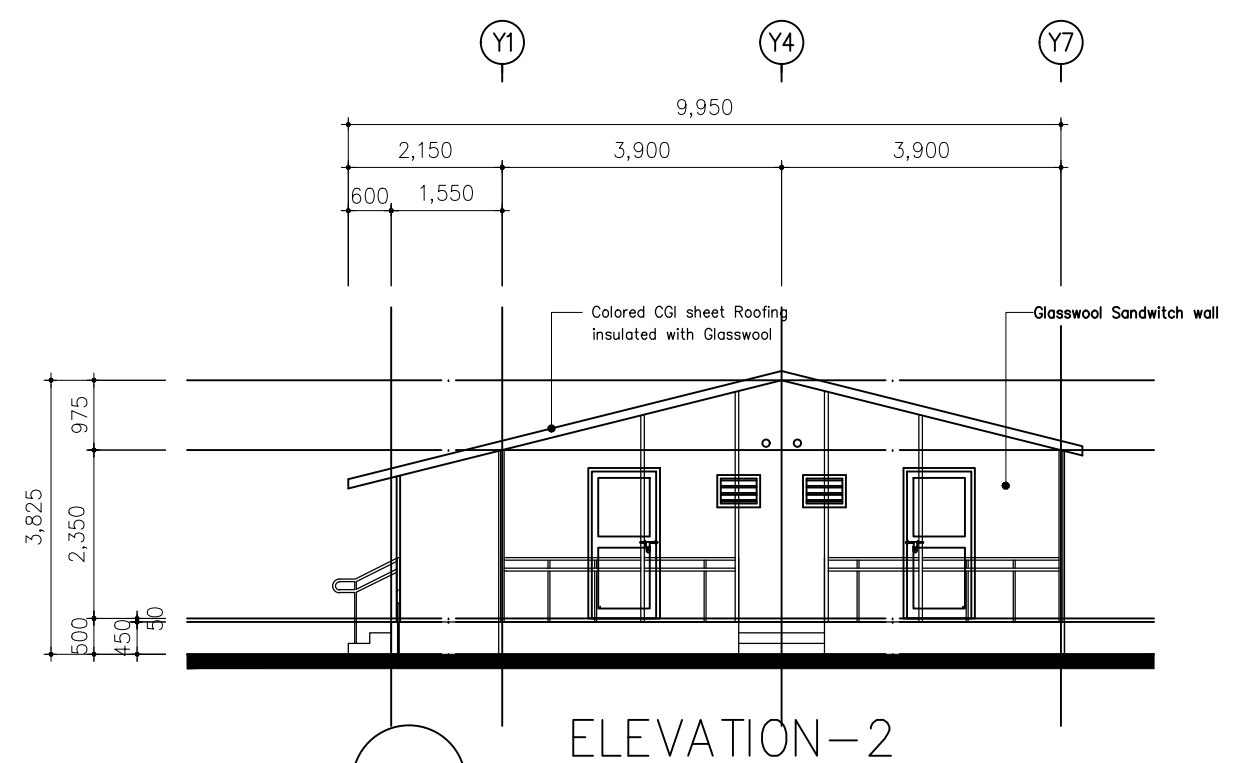 Y1
Y4
Y7
9,950
2,150
3,900
3,900
600
1,550
Colored CGI sheet Roofing
insulated with Glasswool
Glasswool Sandwitch wall
975
3,825
2,350
500
450
50
ELEVATION-2